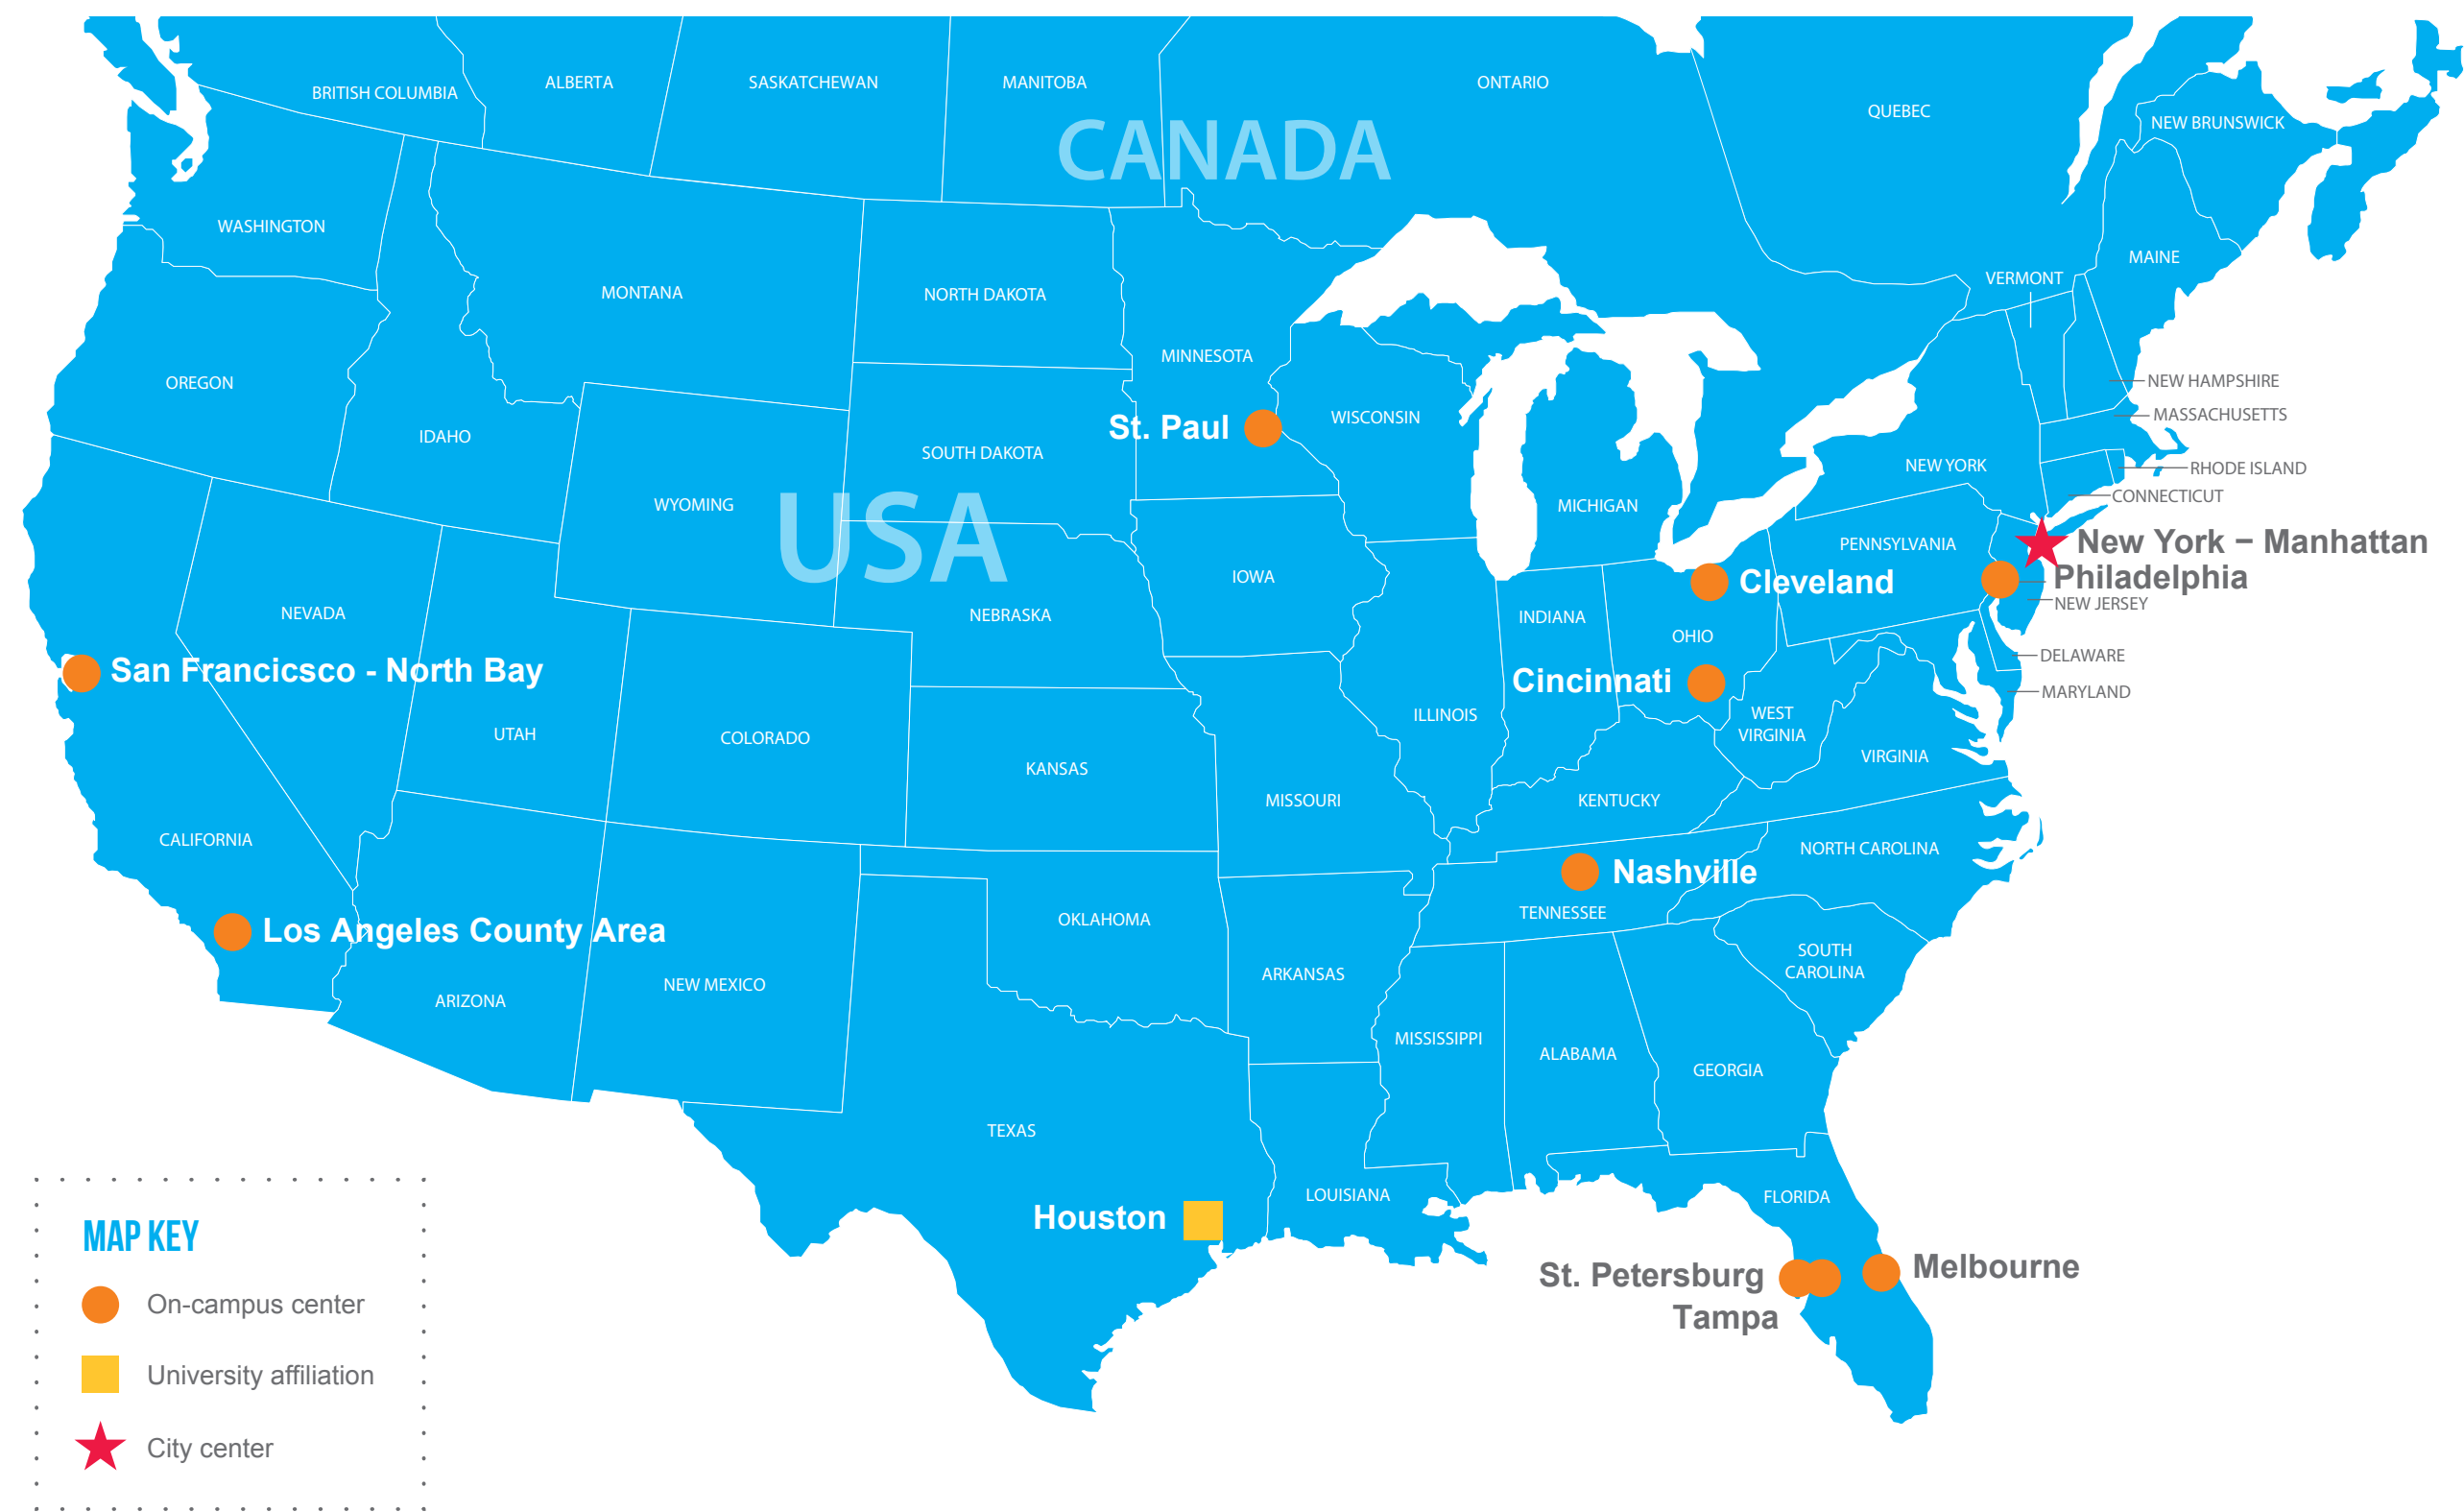 BRITISH COLUMBIA
ALBERTA
SASKATCHEWAN
MANITOBA
ONTARIO
QUEBEC
NEW BRUNSWICK
CANADA
WASHINGTON
MONTANA
NORTH DAKOTA
MINNESOTA
VERMONT
MAINE
OREGON
IDAHO
WYOMING
SOUTH DAKOTA
St. Paul
WISCONSIN
MICHIGAN
NEW YORK
NEW HAMPSHIRE
MASSACHUSETTS
RHODE ISLAND
CONNECTICUT
USA
New York – Manhattan
PENNSYLVANIA
Philadelphia
NEW JERSEY
Cleveland
IOWA
NEBRASKA
NEVADA
INDIANA
OHIO
DELAWARE
MARYLAND
San Francicsco - North Bay
Cincinnati
UTAH
COLORADO
ILLINOIS
WEST
VIRGINIA
VIRGINIA
KANSAS
MISSOURI
KENTUCKY
CALIFORNIA
NORTH CAROLINA
Nashville
TENNESSEE
Los Angeles County Area
OKLAHOMA
ARKANSAS
SOUTH
CAROLINA
ARIZONA
NEW MEXICO
MISSISSIPPI
ALABAMA
GEORGIA
TEXAS
LOUISIANA
FLORIDA
Houston
St. Petersburg
Tampa
Melbourne
MAP KEY
On-campus center
University affiliation
City center